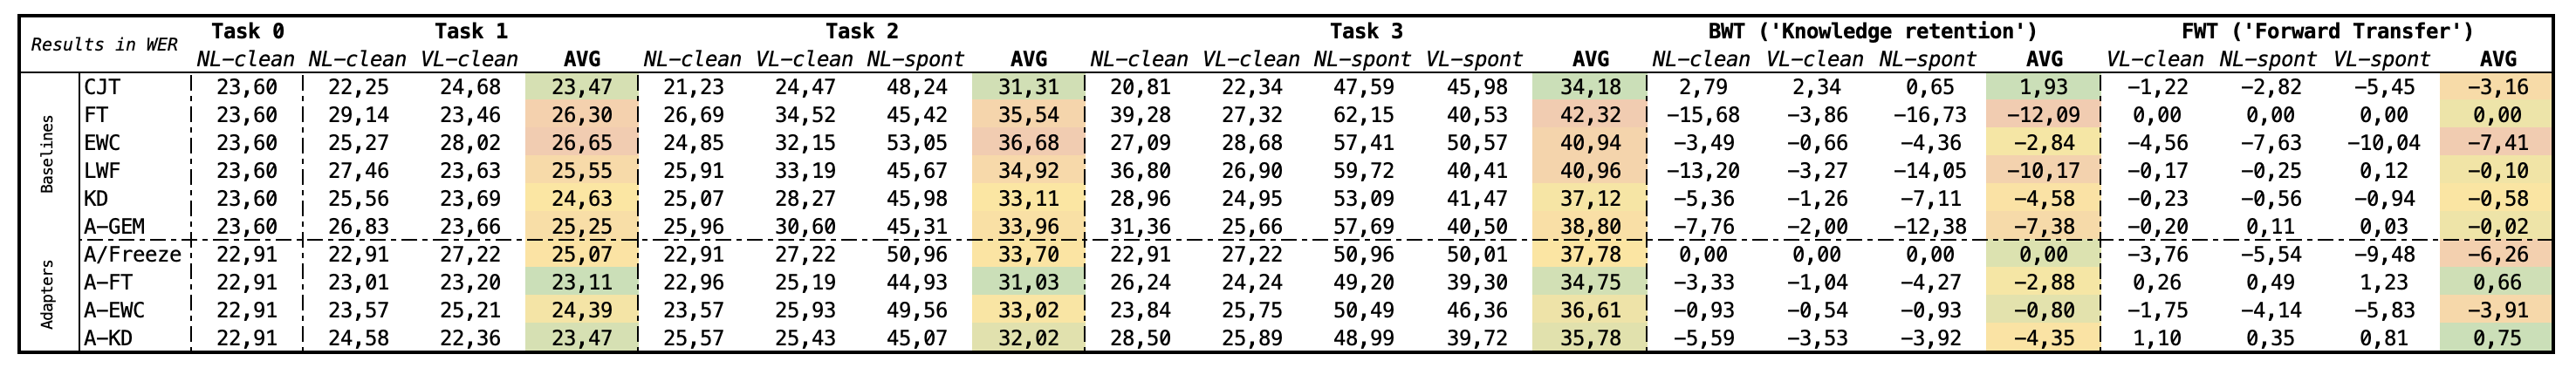 Results in WER Task 0 Task 1 Task 2 Task 3 BWT ('Knowledge retention') FWT ('Forward Transfer')
NL-clean NL-clean VL-clean AVG NL-clean VL-clean NL-spont AVG NL-clean VL-clean NL-spont VL-spont AVG NL-clean VL-clean NL-spont AVG VL-clean NL-spont VL-spont AVG
Baselines
CJT 23,60 22,25 24,68 23,47 21,23 24,47 48,24 31,31 20,81 22,34 47,59 45,98 34,18 2,79 2,34 0,65 1,93 −1,22 −2,82 −5,45 −3,16
FT 23,60 29,14 23,46 26,30 26,69 34,52 45,42 35,54 39,28 27,32 62,15 40,53 42,32 −15,68 −3,86 −16,73 −12,09 0,00 0,00 0,00 0,00
EWC 23,60 25,27 28,02 26,65 24,85 32,15 53,05 36,68 27,09 28,68 57,41 50,57 40,94 −3,49 −0,66 −4,36 −2,84 −4,56 −7,63 −10,04 −7,41
LWF 23,60 27,46 23,63 25,55 25,91 33,19 45,67 34,92 36,80 26,90 59,72 40,41 40,96 −13,20 −3,27 −14,05 −10,17 −0,17 −0,25 0,12 −0,10
KD 23,60 25,56 23,69 24,63 25,07 28,27 45,98 33,11 28,96 24,95 53,09 41,47 37,12 −5,36 −1,26 −7,11 −4,58 −0,23 −0,56 −0,94 −0,58
A−GEM 23,60 26,83 23,66 25,25 25,96 30,60 45,31 33,96 31,36 25,66 57,69 40,50 38,80 −7,76 −2,00 −12,38 −7,38 −0,20 0,11 0,03 −0,02
Adapters
A/Freeze 22,91 22,91 27,22 25,07 22,91 27,22 50,96 33,70 22,91 27,22 50,96 50,01 37,78 0,00 0,00 0,00 0,00 −3,76 −5,54 −9,48 −6,26
A−FT 22,91 23,01 23,20 23,11 22,96 25,19 44,93 31,03 26,24 24,24 49,20 39,30 34,75 −3,33 −1,04 −4,27 −2,88 0,26 0,49 1,23 0,66
A−EWC 22,91 23,57 25,21 24,39 23,57 25,93 49,56 33,02 23,84 25,75 50,49 46,36 36,61 −0,93 −0,54 −0,93 −0,80 −1,75 −4,14 −5,83 −3,91
A−KD 22,91 24,58 22,36 23,47 25,57 25,43 45,07 32,02 28,50 25,89 48,99 39,72 35,78 −5,59 −3,53 −3,92 −4,35 1,10 0,35 0,81 0,75